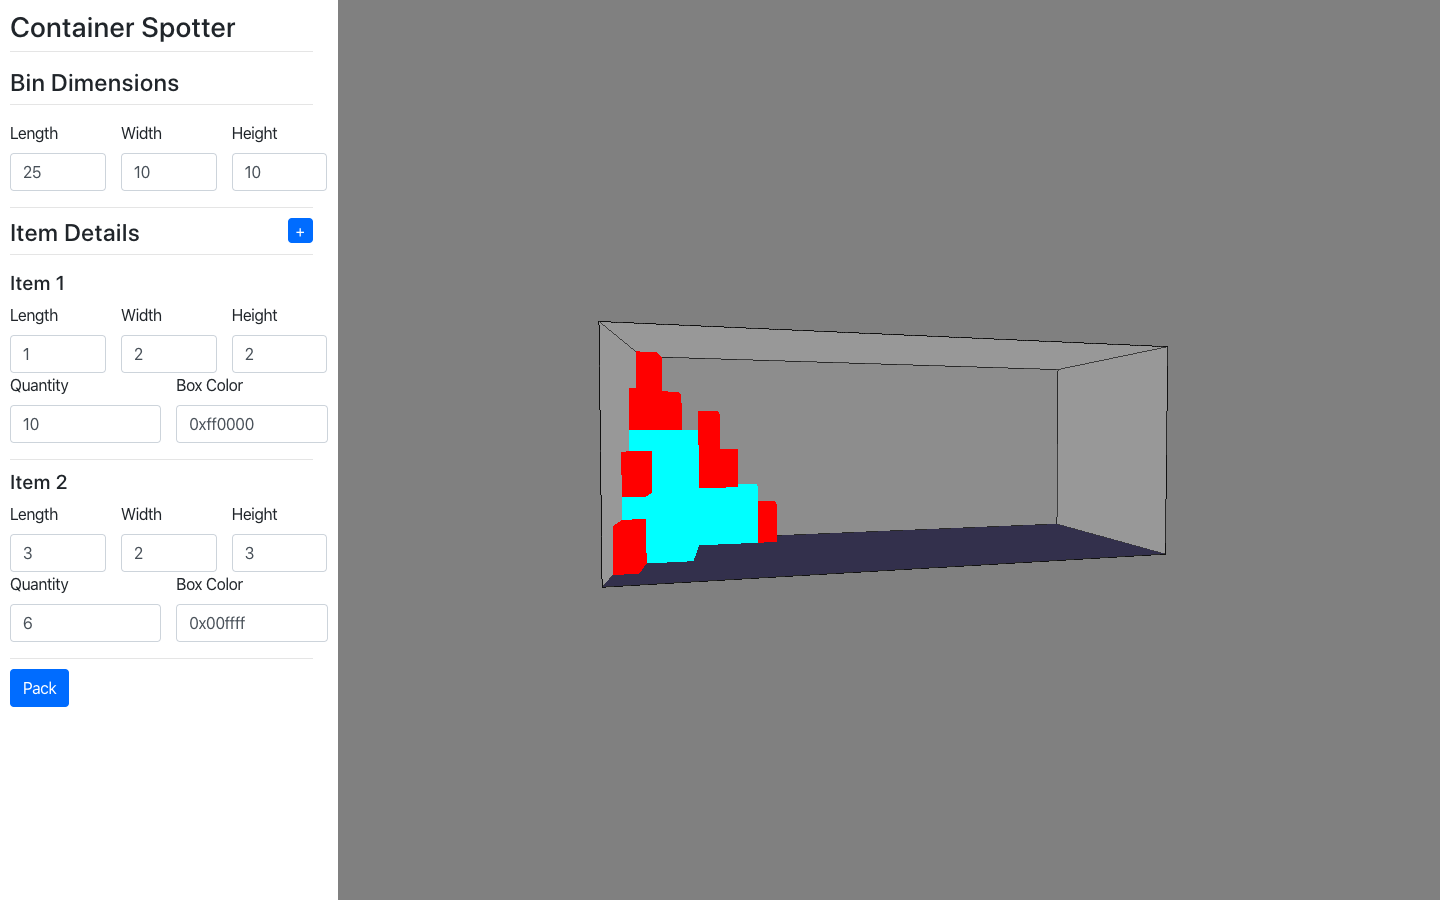 Container Spotter
Bin Dimensions
Length Width Height
25 10 10
Item Details +
Item 1
Length Width Height
1 2 2
Quantity Box Color
10 0xff0000
Item 2
Length Width Height
3 2 3
Quantity Box Color
6 0x00ffff
Pack